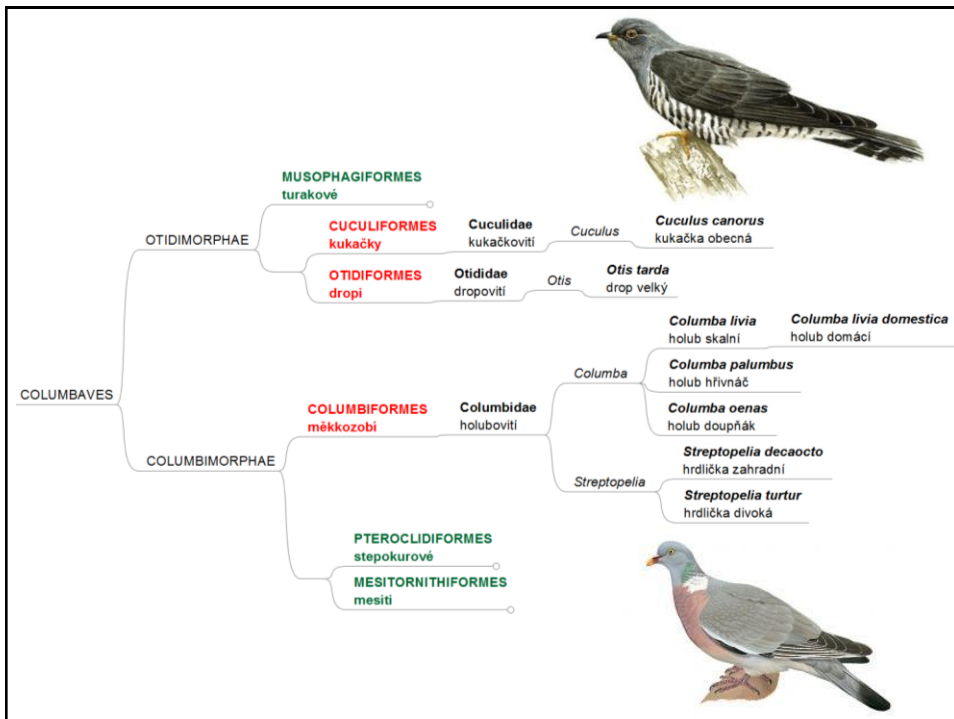 MUSOPHAGIFORMES
turakové
OTIDIMORPHAE
CUCULIFORMES
kukačky
Cuculidae
kukačkovití
Cuculus
Cuculus canorus
kukačka obecná
OTIDIFORMES
dropi
Otididae
dropovití
Otis
Otis tarda
drop velký
COLUMBAVES
COLUMBIMORPHAE
COLUMBIFORMES
měkkozobi
Columbidae
holubovití
Columba
Columba livia
holub skalní
Columba livia domestica
holub domácí
Columba palumbus
holub hřivnáč
Columba oenas
holub doupňák
Streptopelia
Streptopelia decaocto
hrdlička zahradní
Streptopelia turtur
hrdlička divoká
PTEROCLIDIFORMES
stepokurové
MESITORNITHIFORMES
mesiti